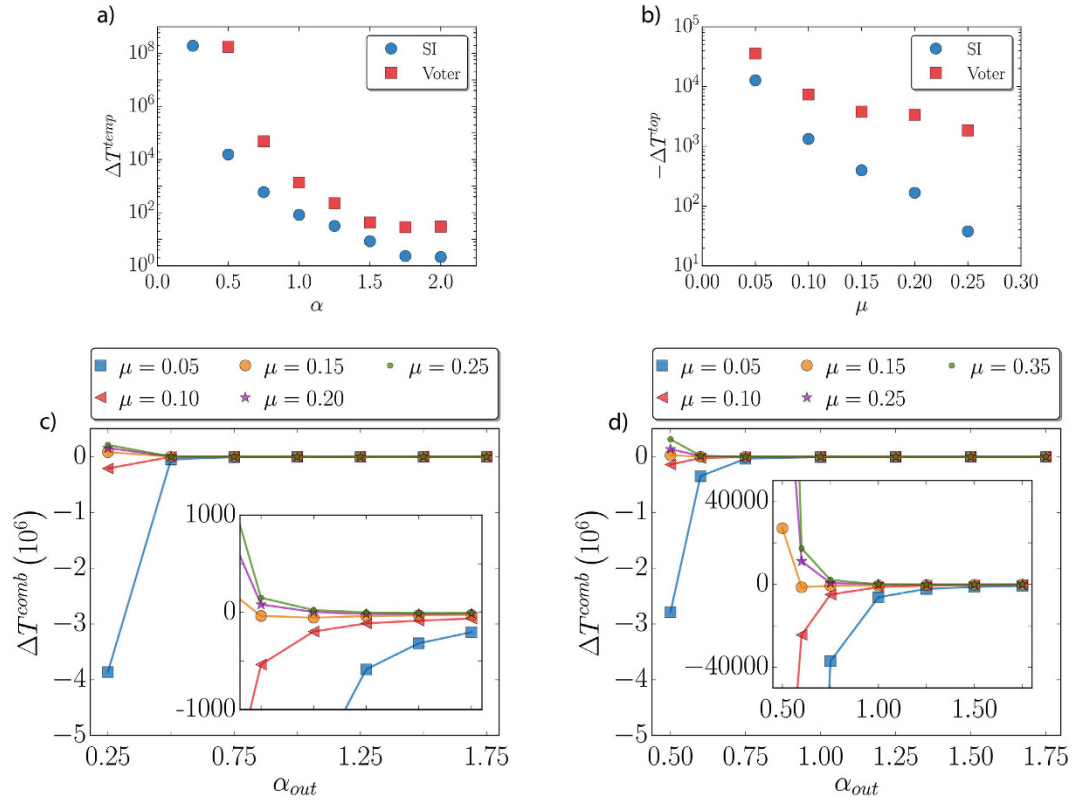 a)
10^8
10^6
10^4
10^2
10^0
ΔT^temp
SI
Voter
0.0 0.5 1.0 1.5 2.0
α
b)
10^5
10^4
10^3
10^2
10^1
−ΔT^top
SI
Voter
0.00 0.05 0.10 0.15 0.20 0.25 0.30
μ
μ = 0.05 μ = 0.15 μ = 0.25
μ = 0.10 μ = 0.20
c)
0
−1
−2
−3
−4
−5
ΔT^comb (10^6)
1000
0
-1000
0.25 0.75 1.25 1.75
α_out
μ = 0.05 μ = 0.15 μ = 0.35
μ = 0.10 μ = 0.25
d)
0
−1
−2
−3
−4
−5
ΔT^comb (10^6)
40000
0
−40000
0.50 1.00 1.50
0.50 0.75 1.00 1.25 1.50 1.75
α_out